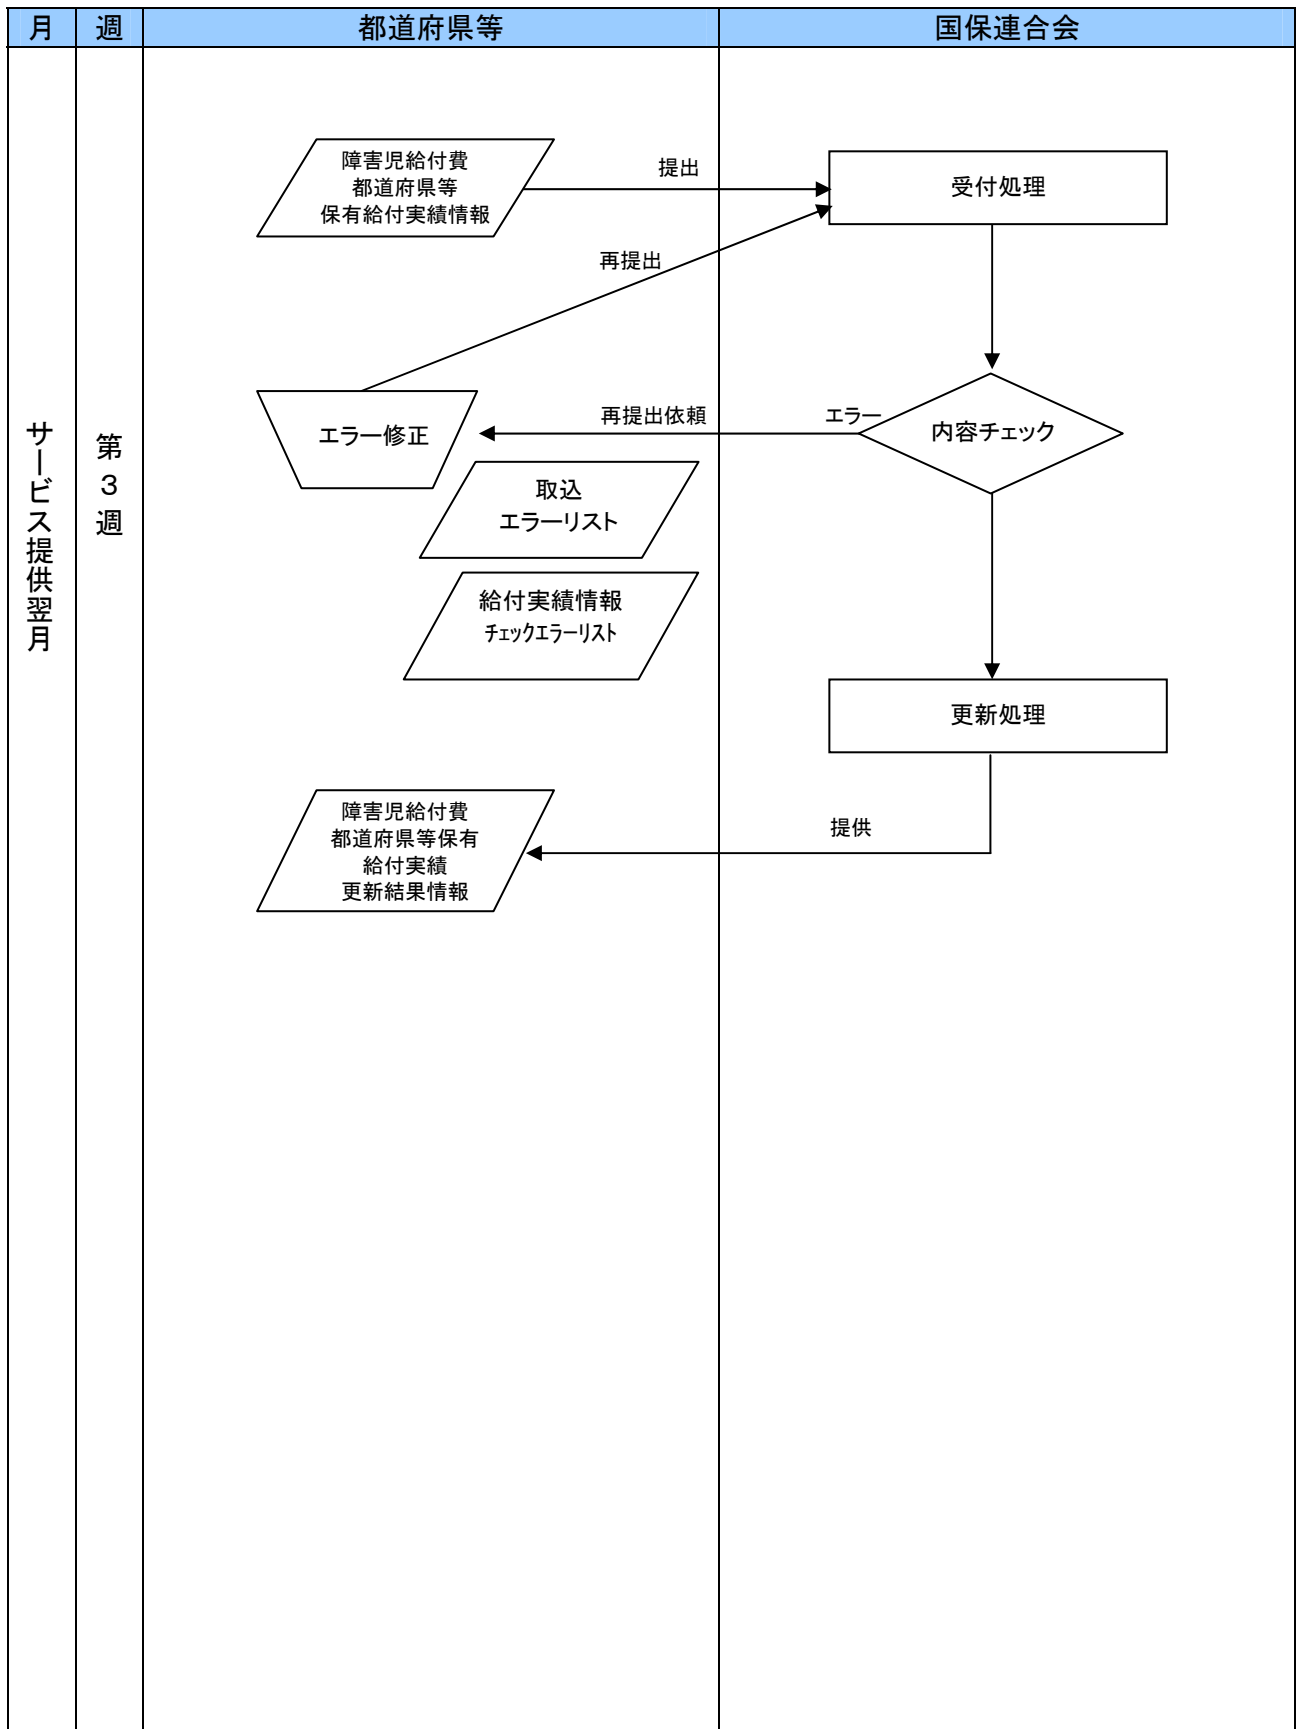 月
週
都道府県等
国保連合会
サービス提供翌月
第3週
障害児給付費
都道府県等
保有給付実績情報
提出
受付処理
再提出
エラー修正
再提出依頼
エラー
内容チェック
取込
エラーリスト
給付実績情報
ﾁｪｯｸｴﾗｰﾘｽﾄ
更新処理
障害児給付費
都道府県等保有
給付実績
更新結果情報
提供